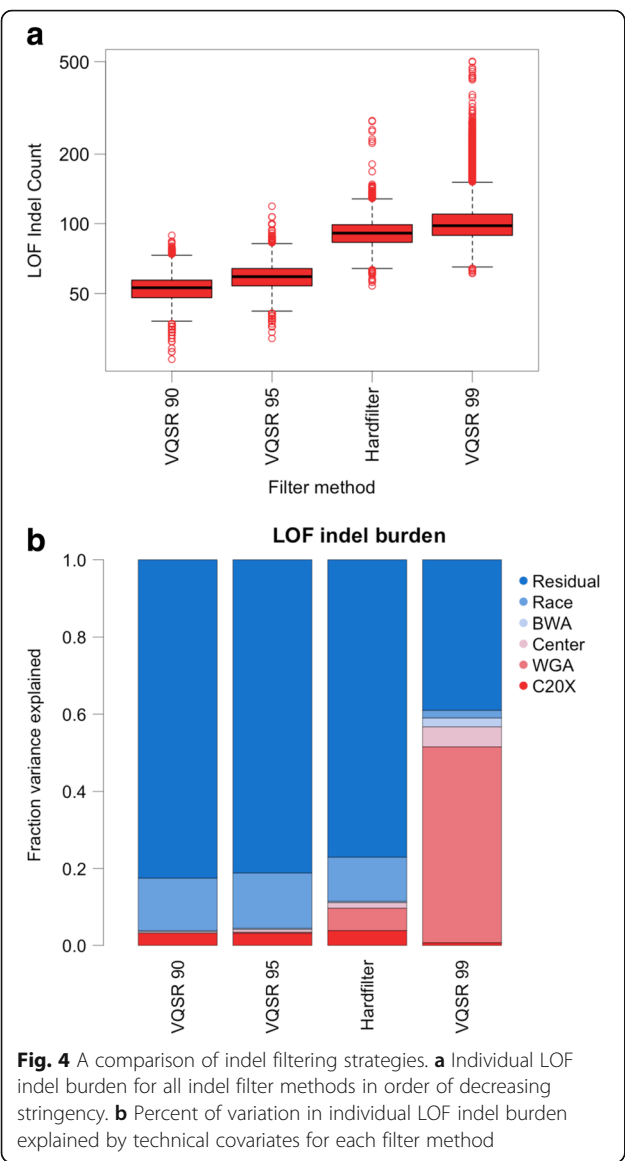 a
500
200
100
50
LOF Indel Count
VQSR 90
VQSR 95
Hardfilter
VQSR 99
Filter method
b
LOF indel burden
1.0
0.8
0.6
0.4
0.2
0.0
Fraction variance explained
Residual
Race
BWA
Center
WGA
C20X
VQSR 90
VQSR 95
Hardfilter
VQSR 99
Fig. 4 A comparison of indel filtering strategies. a Individual LOF
indel burden for all indel filter methods in order of decreasing
stringency. b Percent of variation in individual LOF indel burden
explained by technical covariates for each filter method